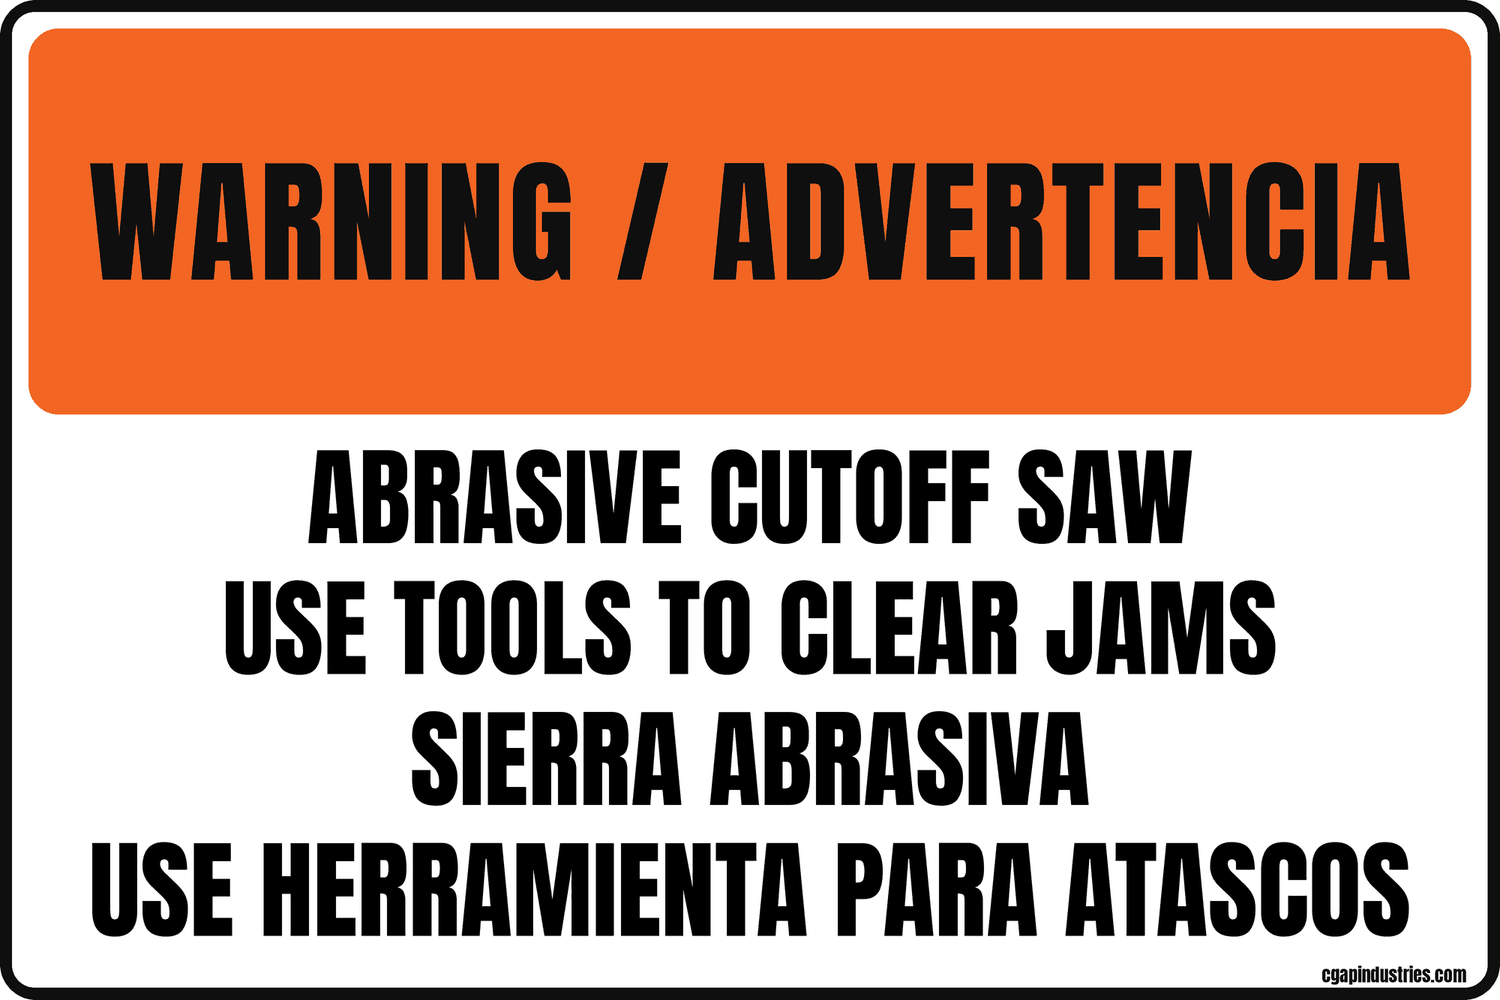 WARNING / ADVERTENCIA
ABRASIVE CUTOFF SAW
USE TOOLS TO CLEAR JAMS
SIERRA ABRASIVA
USE HERRAMIENTA PARA ATASCOS
cgapindustries.com